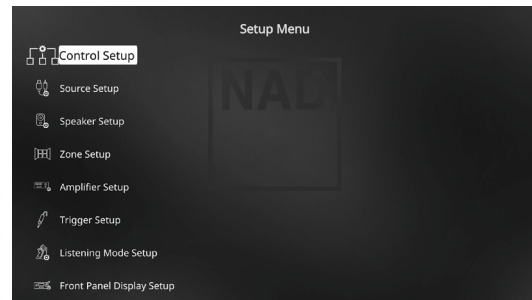 Setup Menu
NAD
Control Setup
Source Setup
Speaker Setup
Zone Setup
Amplifier Setup
Trigger Setup
Listening Mode Setup
Front Panel Display Setup